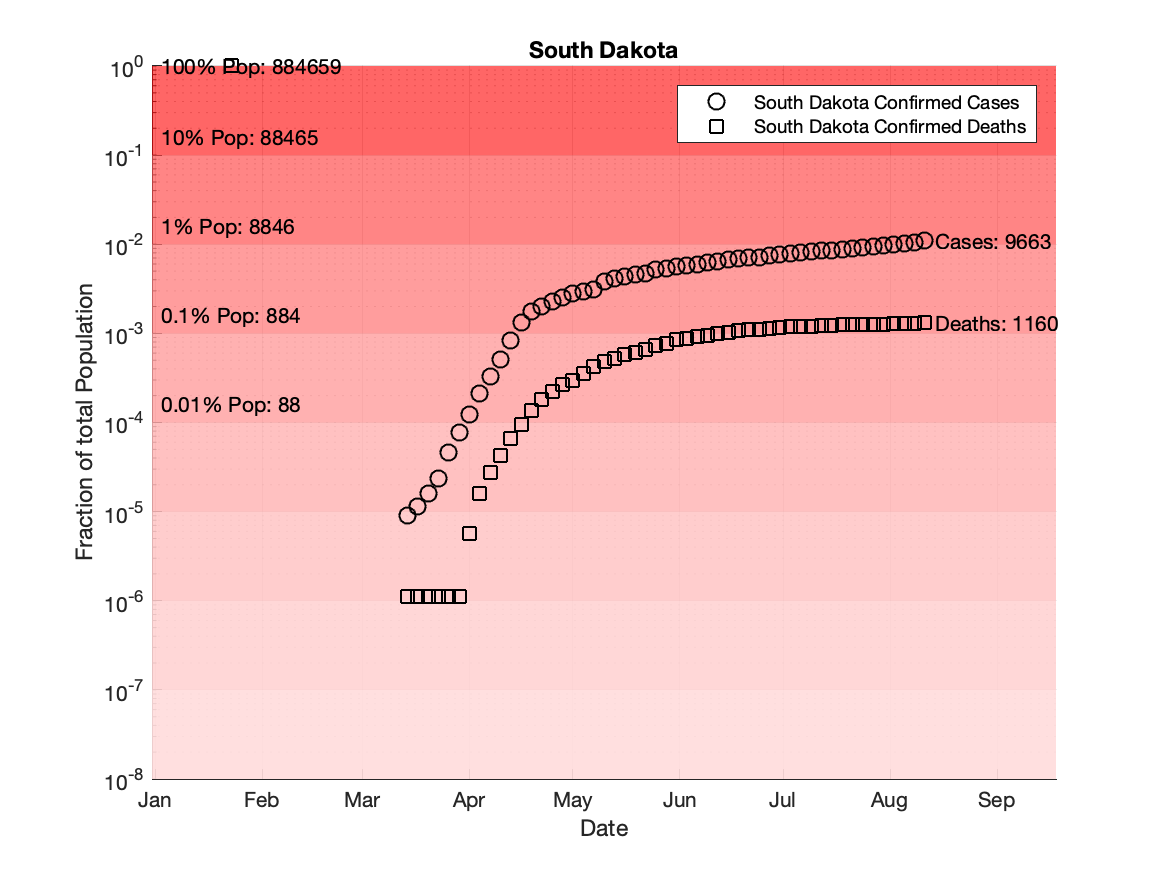 South Dakota
10^0
100% Pop: 884659
South Dakota Confirmed Cases
South Dakota Confirmed Deaths
10% Pop: 88465
10^-1
1% Pop: 8846
10^-2
Cases: 9663
0.1% Pop: 884
10^-3
Deaths: 1160
0.01% Pop: 88
10^-4
10^-5
10^-6
10^-7
10^-8
Fraction of total Population
Jan Feb Mar Apr May Jun Jul Aug Sep
Date